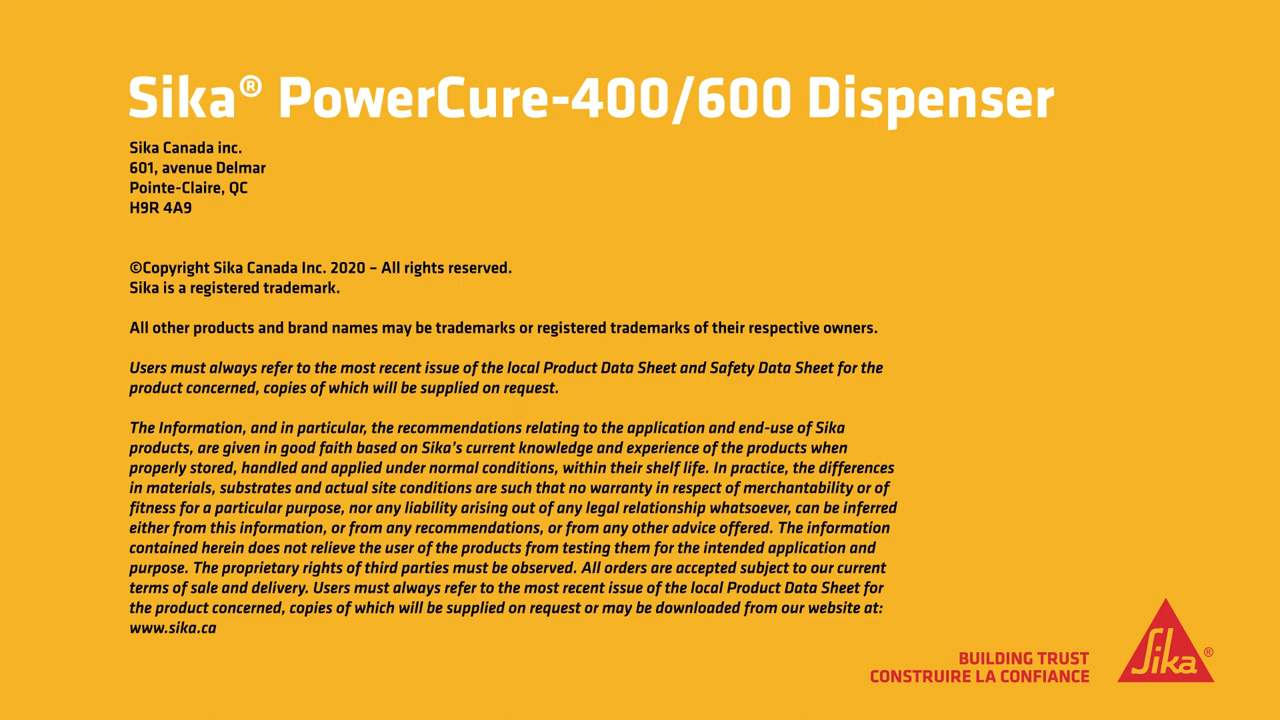 Sika® PowerCure-400/600 Dispenser
Sika Canada inc.
601, avenue Delmar
Pointe-Claire, QC
H9R 4A9
©Copyright Sika Canada Inc. 2020 – All rights reserved.
Sika is a registered trademark.
All other products and brand names may be trademarks or registered trademarks of their respective owners.
Users must always refer to the most recent issue of the local Product Data Sheet and Safety Data Sheet for the
product concerned, copies of which will be supplied on request.
The Information, and in particular, the recommendations relating to the application and end-use of Sika
products, are given in good faith based on Sika's current knowledge and experience of the products when
properly stored, handled and applied under normal conditions, within their shelf life. In practice, the differences
in materials, substrates and actual site conditions are such that no warranty in respect of merchantability or of
fitness for a particular purpose, nor any liability arising out of any legal relationship whatsoever, can be inferred
either from this information, or from any recommendations, or from any other advice offered. The information
contained herein does not relieve the user of the products from testing them for the intended application and
purpose. The proprietary rights of third parties must be observed. All orders are accepted subject to our current
terms of sale and delivery. Users must always refer to the most recent issue of the local Product Data Sheet for
the product concerned, copies of which will be supplied on request or may be downloaded from our website at:
www.sika.ca
BUILDING TRUST
CONSTRUIRE LA CONFIANCE
Sika®